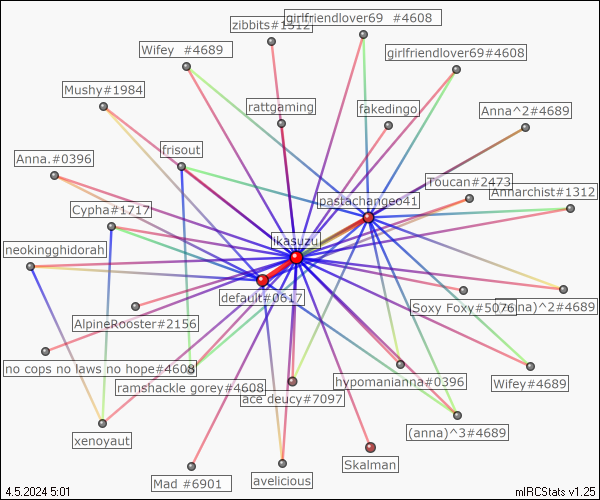 girlfriendlover69 #4608
zibbits#1312
Wifey #4689
girlfriendlover69#4608
Mushy#1984
rattgaming
fakedingo
Anna^2#4689
frisout
Anna.#0396
Toucan#2473
Annarchist#1312
pastachangeo41
Cypha#1717
ikasuzu
neokingghidorah
default#0617
Soxy Foxy#5076
)^2#4689
AlpineRooster#2156
no cops no laws no hope#4608
ramshackle gorey#4608
hypomanianna#0396
Wifey#4689
ace deucy#7097
xenoyaut
(anna)^3#4689
Skalman
Mad #6901
avelicious
4.5.2024 5:01
mIRCStats v1.25